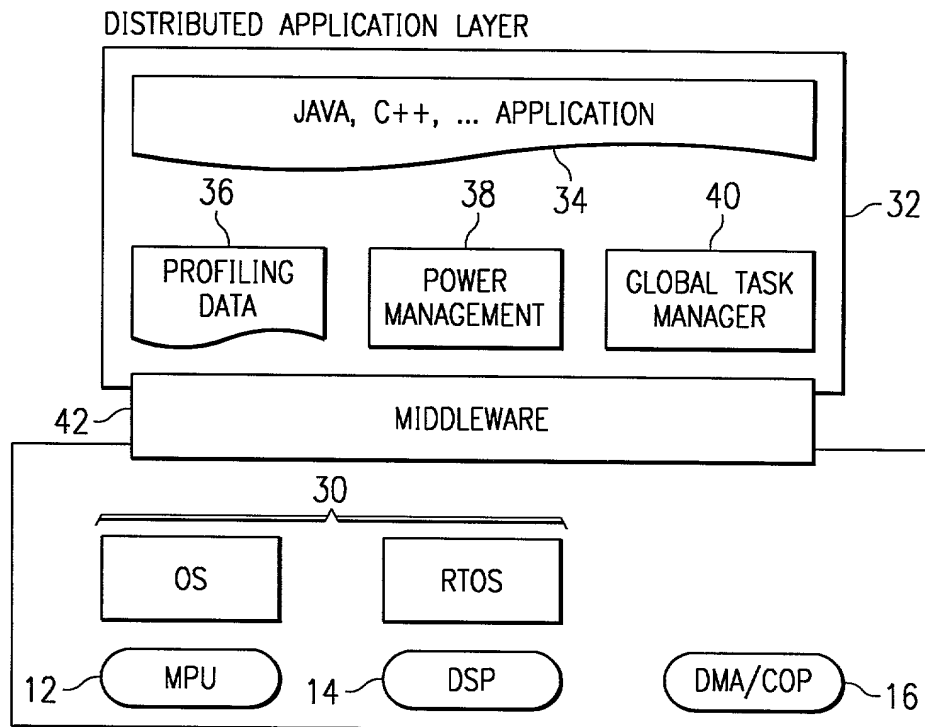 DISTRIBUTED APPLICATION LAYER
JAVA, C++, ... APPLICATION
34
32
36
38
40
PROFILING
DATA
POWER
MANAGEMENT
GLOBAL TASK
MANAGER
42
MIDDLEWARE
30
OS
RTOS
12
MPU
14
DSP
DMA/COP
16